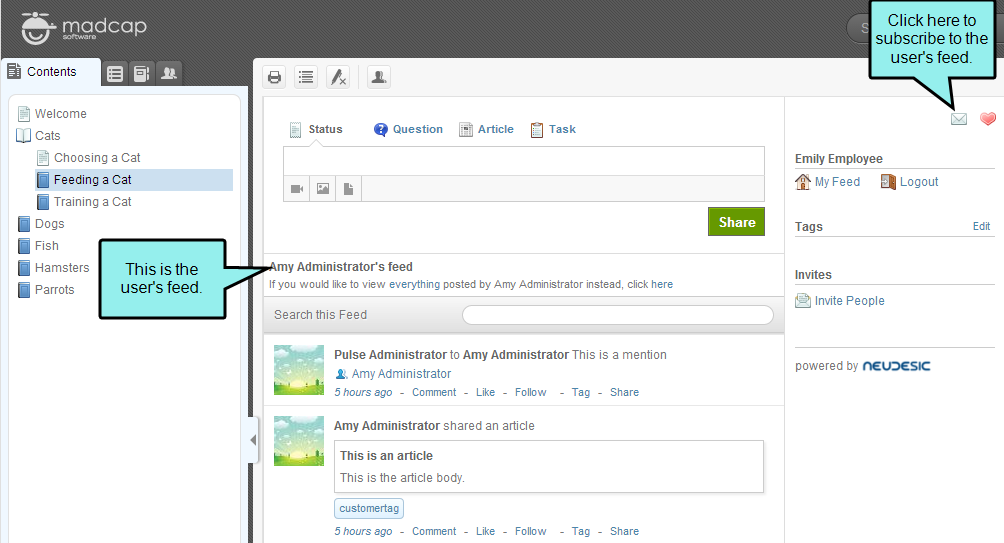 madcap
software
S
Click here to
subscribe to the
user's feed.
Contents
Welcome
Cats
Choosing a Cat
Feeding a Cat
Training a Cat
Dogs
Fish
Hamsters
Parrots
This is the
user's feed.
Status Question Article Task
Share
Amy Administrator's feed
If you would like to view everything posted by Amy Administrator instead, click here
Search this Feed
Pulse Administrator to Amy Administrator This is a mention
Amy Administrator
5 hours ago - Comment - Like - Follow - Tag - Share
Amy Administrator shared an article
This is an article
This is the article body.
customertag
5 hours ago - Comment - Like - Follow - Tag - Share
Emily Employee
My Feed Logout
Tags Edit
Invites
Invite People
powered by NEUDESIC